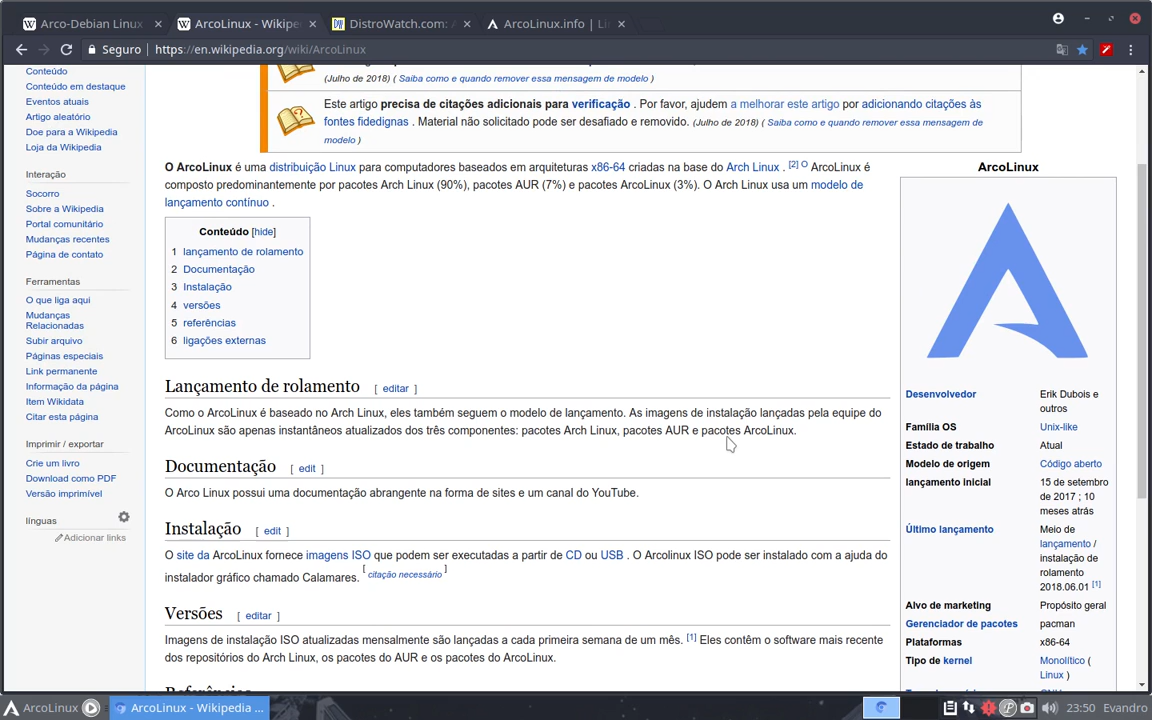 Arco-Debian Linux
ArcoLinux - Wikipe
DistroWatch.com:
ArcoLinux.info | Li
Seguro
https://en.wikipedia.org/wiki/ArcoLinux
Conteúdo
Conteúdo em destaque
Eventos atuais
Artigo aleatório
Doe para a Wikipedia
Loja da Wikipedia
Interação
Socorro
Sobre a Wikipedia
Portal comunitário
Mudanças recentes
Página de contato
Ferramentas
O que liga aqui
Mudanças
Relacionadas
Subir arquivo
Páginas especiais
Link permanente
Informação da página
Item Wikidata
Citar esta página
Imprimir / exportar
Crie um livro
Download como PDF
Versão imprimível
línguas
Adicionar links
(Julho de 2018) ( Saiba como e quando remover essa mensagem de modelo )
Este artigo precisa de citações adicionais para verificação . Por favor, ajudem a melhorar este artigo por adicionando citações às
fontes fidedignas . Material não solicitado pode ser desafiado e removido. (Julho de 2018) ( Saiba como e quando remover essa mensagem de
modelo )
O ArcoLinux é uma distribuição Linux para computadores baseados em arquiteturas x86-64 criadas na base do Arch Linux . [2] O ArcoLinux é
composto predominantemente por pacotes Arch Linux (90%), pacotes AUR (7%) e pacotes ArcoLinux (3%). O Arch Linux usa um modelo de
lançamento contínuo .
Conteúdo [hide]
1 lançamento de rolamento
2 Documentação
3 Instalação
4 versões
5 referências
6 ligações externas
Lançamento de rolamento [ editar ]
Como o ArcoLinux é baseado no Arch Linux, eles também seguem o modelo de lançamento. As imagens de instalação lançadas pela equipe do
ArcoLinux são apenas instantâneos atualizados dos três componentes: pacotes Arch Linux, pacotes AUR e pacotes ArcoLinux.
Documentação [ edit ]
O Arco Linux possui uma documentação abrangente na forma de sites e um canal do YouTube.
Instalação [ edit ]
O site da ArcoLinux fornece imagens ISO que podem ser executadas a partir de CD ou USB . O Arcolinux ISO pode ser instalado com a ajuda do
instalador gráfico chamado Calamares. [ citação necessário ]
Versões [ editar ]
Imagens de instalação ISO atualizadas mensalmente são lançadas a cada primeira semana de um mês. [1] Eles contêm o software mais recente
dos repositórios do Arch Linux, os pacotes do AUR e os pacotes do ArcoLinux.
ArcoLinux
Desenvolvedor Erik Dubois e
outros
Família OS Unix-like
Estado de trabalho Atual
Modelo de origem Código aberto
lançamento inicial 15 de setembro
de 2017 ; 10
meses atrás
Último lançamento Meio de
lançamento /
instalação de
rolamento
2018.06.01 [1]
Alvo de marketing Propósito geral
Gerenciador de pacotes pacman
Plataformas x86-64
Tipo de kernel Monolítico (
Linux )
ArcoLinux
ArcoLinux - Wikipedia ...
23:50 Evandro